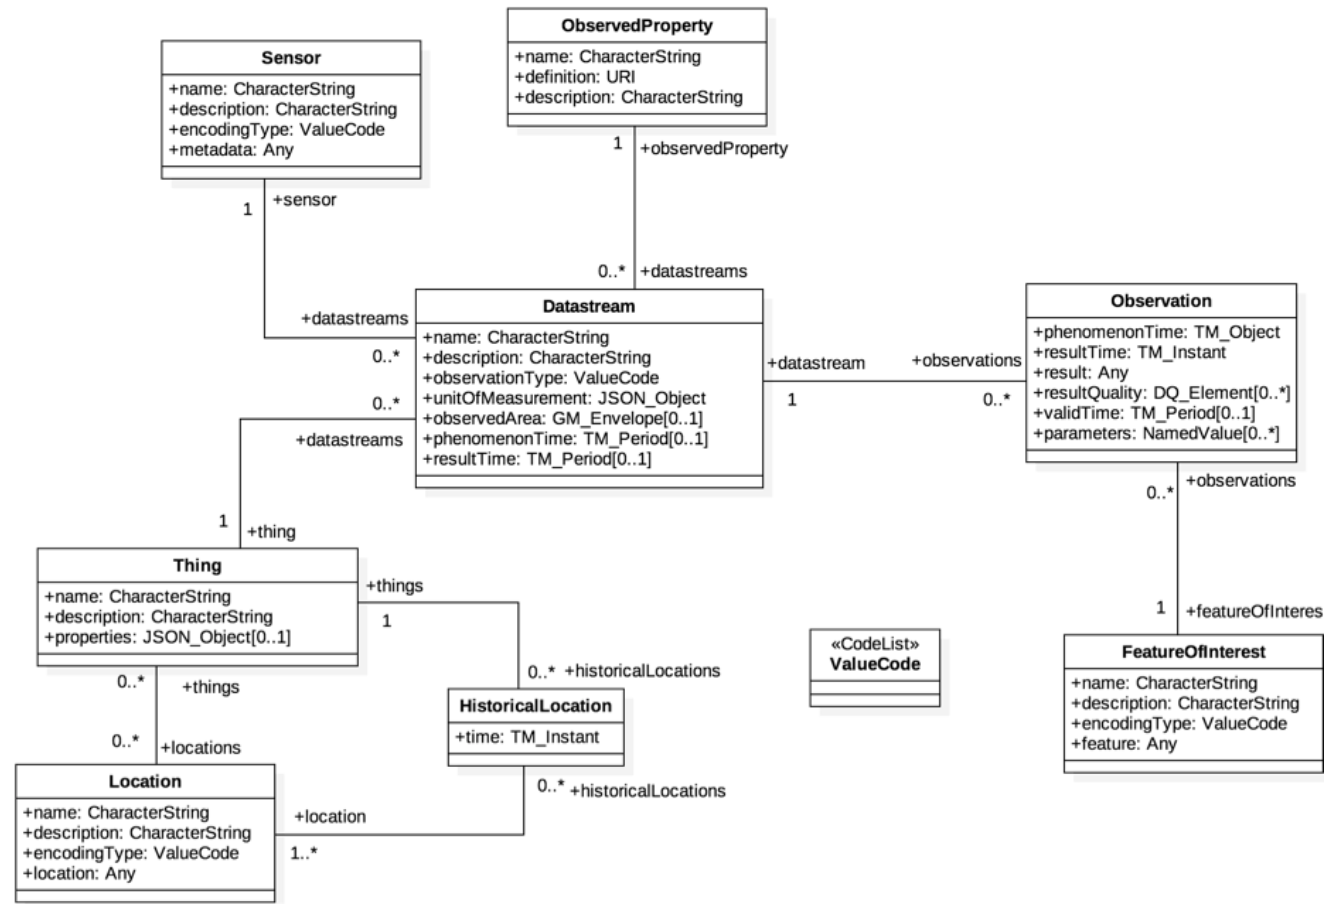 Sensor
+name: CharacterString
+description: CharacterString
+encodingType: ValueCode
+metadata: Any
ObservedProperty
+name: CharacterString
+definition: URI
+description: CharacterString
1
+sensor
1
+observedProperty
0..*
+datastreams
+datastreams
0..*
Datastream
+name: CharacterString
+description: CharacterString
+observationType: ValueCode
+unitOfMeasurement: JSON_Object
+observedArea: GM_Envelope[0..1]
+phenomenonTime: TM_Period[0..1]
+resultTime: TM_Period[0..1]
+datastream
1
+observations
0..*
Observation
+phenomenonTime: TM_Object
+resultTime: TM_Instant
+result: Any
+resultQuality: DQ_Element[0..*]
+validTime: TM_Period[0..1]
+parameters: NamedValue[0..*]
0..*
+datastreams
1
+thing
+observations
0..*
1
+featureOfInteres
Thing
+name: CharacterString
+description: CharacterString
+properties: JSON_Object[0..1]
+things
1
0..*
+historicalLocations
HistoricalLocation
+time: TM_Instant
«CodeList»
ValueCode
FeatureOfInterest
+name: CharacterString
+description: CharacterString
+encodingType: ValueCode
+feature: Any
0..*
+things
0..*
+locations
Location
+name: CharacterString
+description: CharacterString
+encodingType: ValueCode
+location: Any
+location
1..*
0..*
+historicalLocations